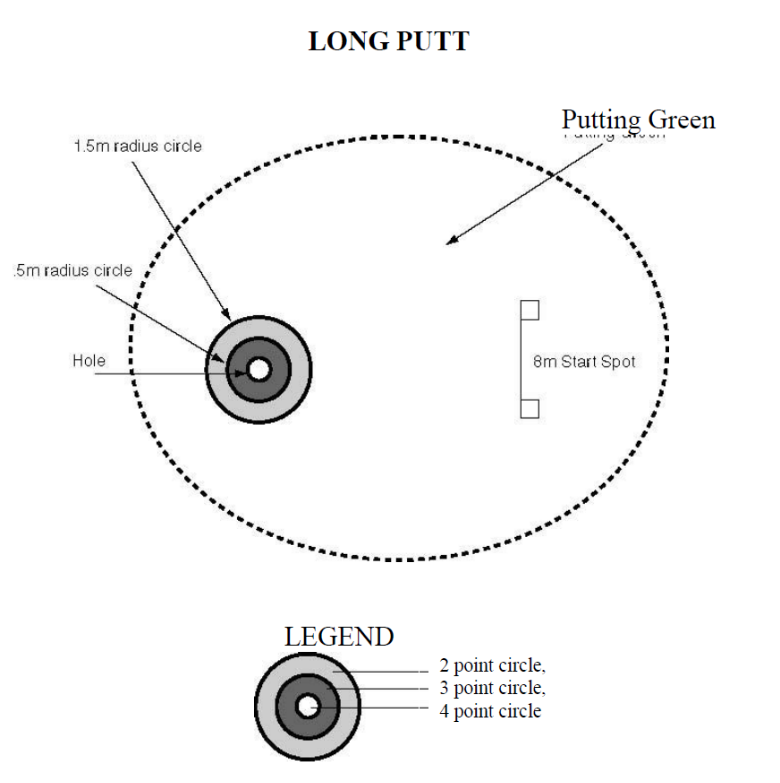 LONG PUTT
Putting Green
1.5m radius circle
.5m radius circle
Hole
8m Start Spot
LEGEND
2 point circle,
3 point circle,
4 point circle